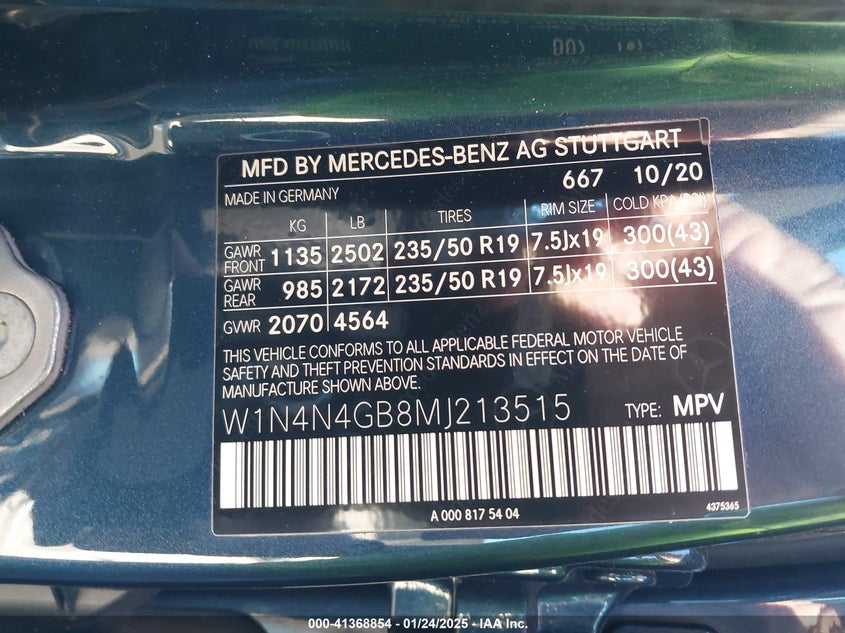 MFD BY MERCEDES-BENZ AG STUTTGART
MADE IN GERMANY 667 10/20
KG LB TIRES RIM SIZE COLD KPA/(PSI)
GAWR FRONT 1135 2502 235/50 R19 7.5Jx19 300(43)
GAWR REAR 985 2172 235/50 R19 7.5Jx19 300(43)
GVWR 2070 4564
THIS VEHICLE CONFORMS TO ALL APPLICABLE FEDERAL MOTOR VEHICLE
SAFETY AND THEFT PREVENTION STANDARDS IN EFFECT ON THE DATE OF
MANUFACTURE SHOWN ABOVE.
W1N4N4GB8MJ213515 TYPE: MPV
A 000 817 54 04 4375365
000-41368854 - 01/24/2025 - IAA Inc.